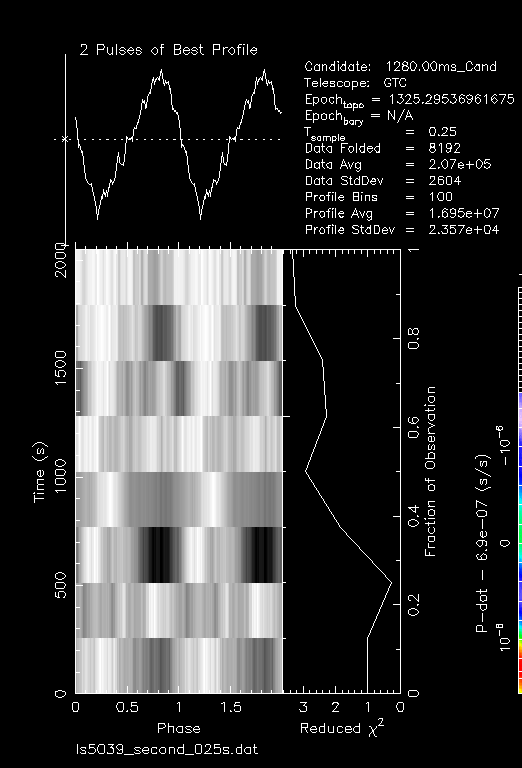 2 Pulses of Best Profile
Candidate: 1280.00ms_Cand
Telescope: GTC
Epoch_topo = 1325.29536961675
Epoch_bary = N/A
T_sample = 0.25
Data Folded = 8192
Data Avg = 2.07e+05
Data StdDev = 2604
Profile Bins = 100
Profile Avg = 1.695e+07
Profile StdDev = 2.357e+04
2000
1500
1000
500
0
Time (s)
0 0.5 1 1.5
Phase
1
0.8
0.6
0.4
0.2
0
Fraction of Observation
3 2 1 0
Reduced χ²
−10⁻⁶
0
10⁻⁶
P-dot − 6.9e-07 (s/s)
ls5039_second_025s.dat